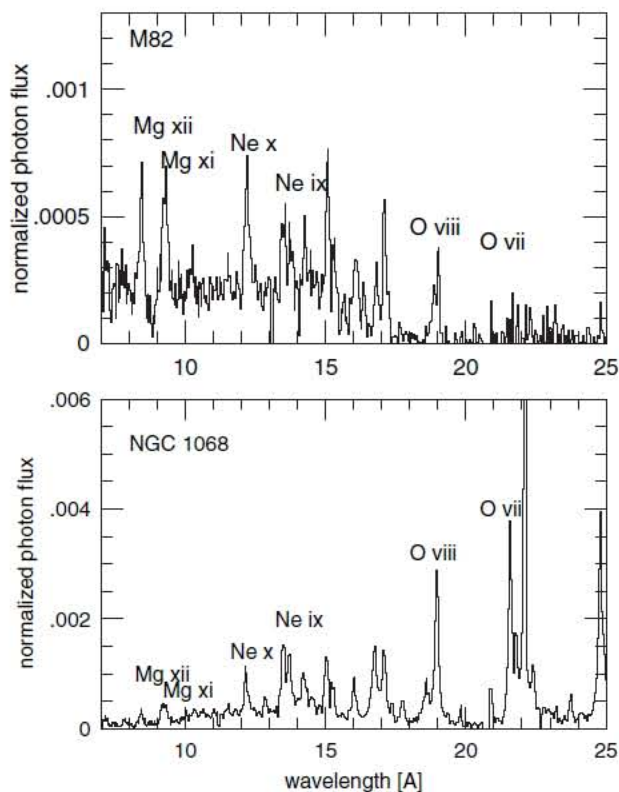 M82
normalized photon flux
.001
.0005
0
Mg xii
Mg xi
Ne x
Ne ix
O viii
O vii
10
15
20
25
NGC 1068
normalized photon flux
.006
.004
.002
0
Mg xii
Mg xi
Ne x
Ne ix
O viii
O vii
10
15
20
25
wavelength [A]